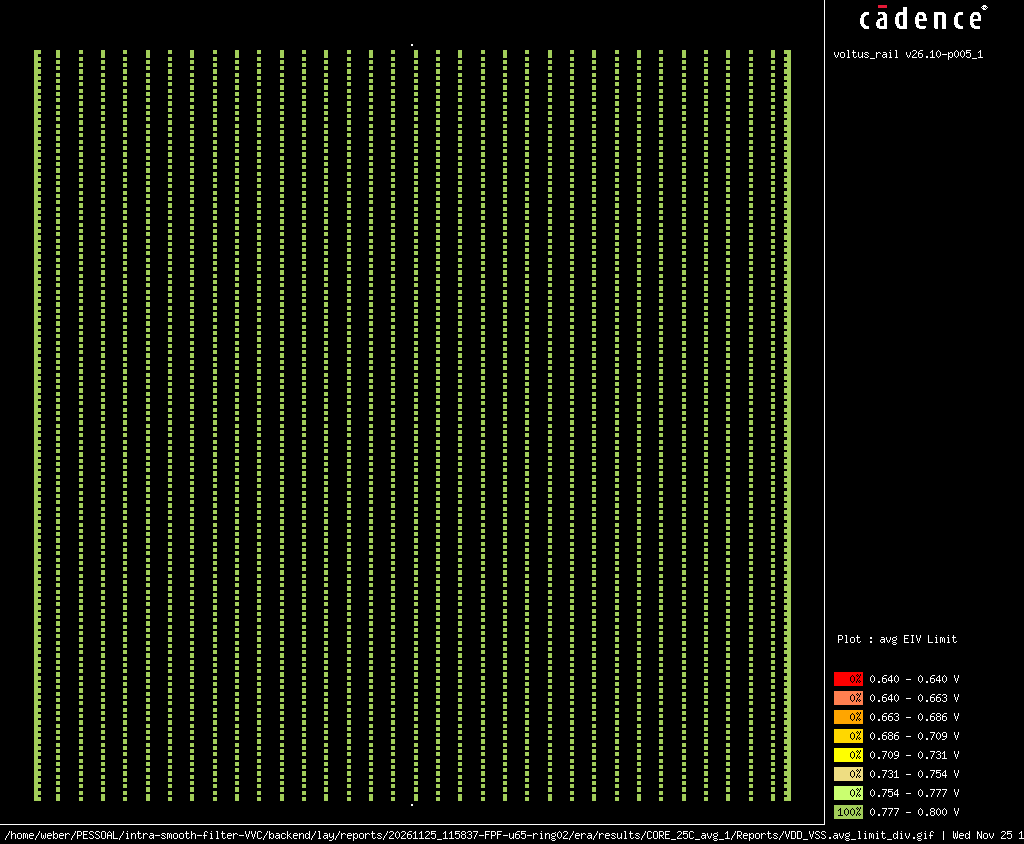 cādence®
voltus_rail v26.10-p005_1
Plot : avg EIV Limit
0% 0.640 - 0.640 V
0% 0.640 - 0.663 V
0% 0.663 - 0.686 V
0% 0.686 - 0.709 V
0% 0.709 - 0.731 V
0% 0.731 - 0.754 V
0% 0.754 - 0.777 V
100% 0.777 - 0.800 V
/home/weber/PESSOAL/intra-smooth-filter-VVC/backend/lay/reports/20261125_115837-FPF-u65-ring02/era/results/CORE_25C_avg_1/Reports/VDD_VSS.avg_limit_div.gif | Wed Nov 25 1